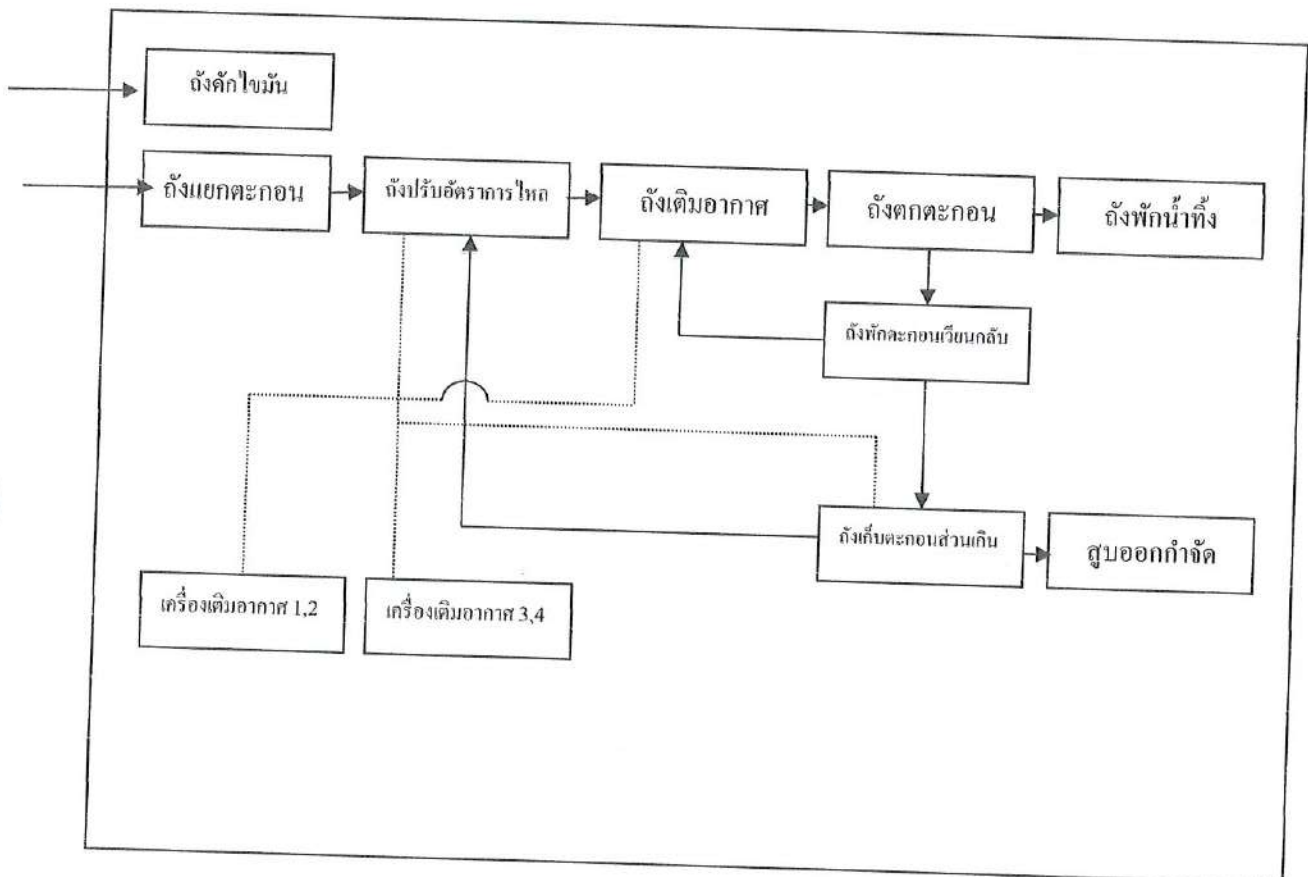 ถังดักไขมัน
ถังแยกตะกอน
ถังปรับอัตราการไหล
ถังเติมอากาศ
ถังตกตะกอน
ถังพักน้ำทิ้ง
ถังพักตะกอนเวียนกลับ
ถังเก็บตะกอนส่วนเกิน
สูบออกกำจัด
เครื่องเติมอากาศ 1,2
เครื่องเติมอากาศ 3,4